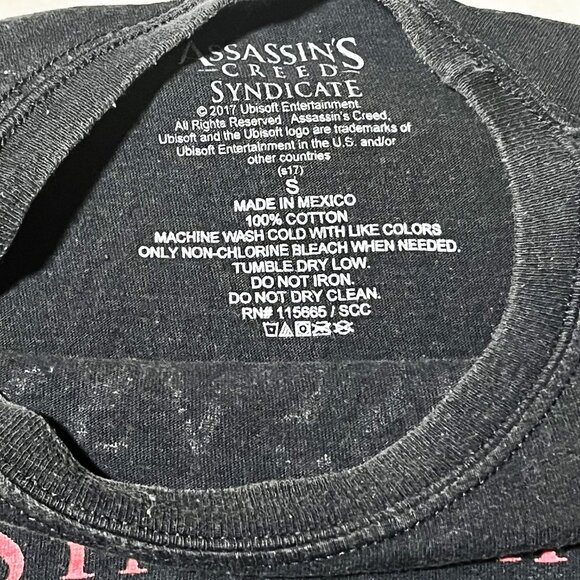 ASSASSIN'S
CREED
SYNDICATE
© 2017 Ubisoft Entertainment.
All Rights Reserved. Assassin's Creed,
Ubisoft and the Ubisoft logo are trademarks of
Ubisoft Entertainment in the U.S. and/or
other countries
(s17)
S
MADE IN MEXICO
100% COTTON
MACHINE WASH COLD WITH LIKE COLORS
ONLY NON-CHLORINE BLEACH WHEN NEEDED.
TUMBLE DRY LOW.
DO NOT IRON.
DO NOT DRY CLEAN.
RN# 115665 / SCC